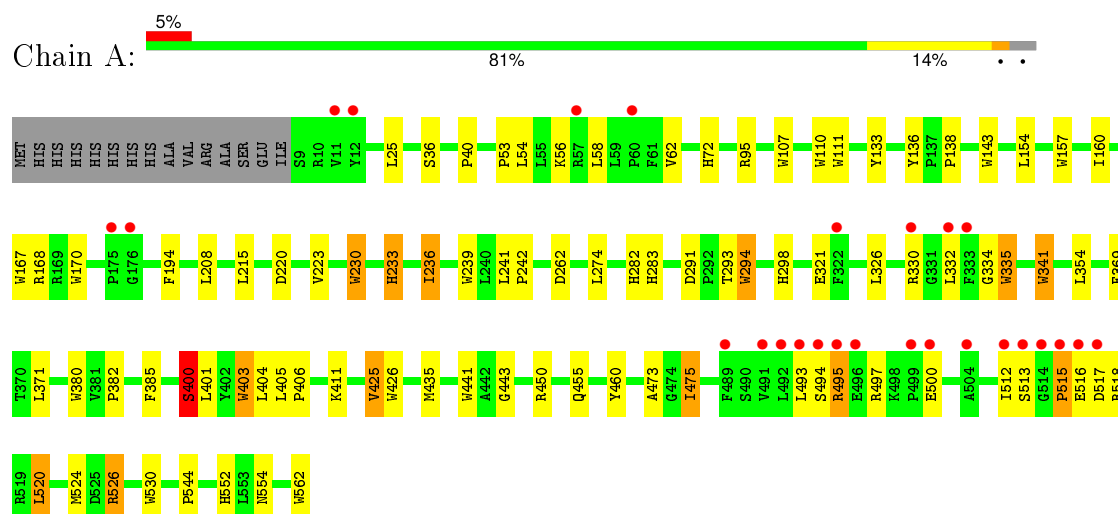 5%
Chain A:
81% 14% • •
MET HIS HIS HIS HIS HIS HIS HIS ALA VAL ARG ALA SER GLU ILE S9 R10 V11 Y12 L25 S36 P40 P53 L54 L55 K56 R57 L58 L59 P60 F61 V62 H72 R95 W107 W110 W111 Y133 Y136 P137 P138 W143 L154 W157 I160
W167 R168 R169 W170 P175 G176 F194 L208 L215 D220 V223 W230 H233 I236 W239 L240 L241 P242 D262 L274 H282 H283 D291 P292 T293 W294 H298 E321 F322 L326 R330 G331 L332 F333 G334 W335 W341 L354 E369
T370 L371 W380 V381 P382 F385 S400 L401 Y402 W403 L404 L405 P406 K411 V425 W426 M435 W441 A442 G443 R450 Q455 Y460 A473 G474 I475 F489 S490 V491 L492 L493 S494 R495 E496 R497 K498 P499 E500 A504 I512 S513 G514 P515 E516 D517 R518
R519 L520 M524 D525 R526 W530 P544 H552 L553 N554 W562